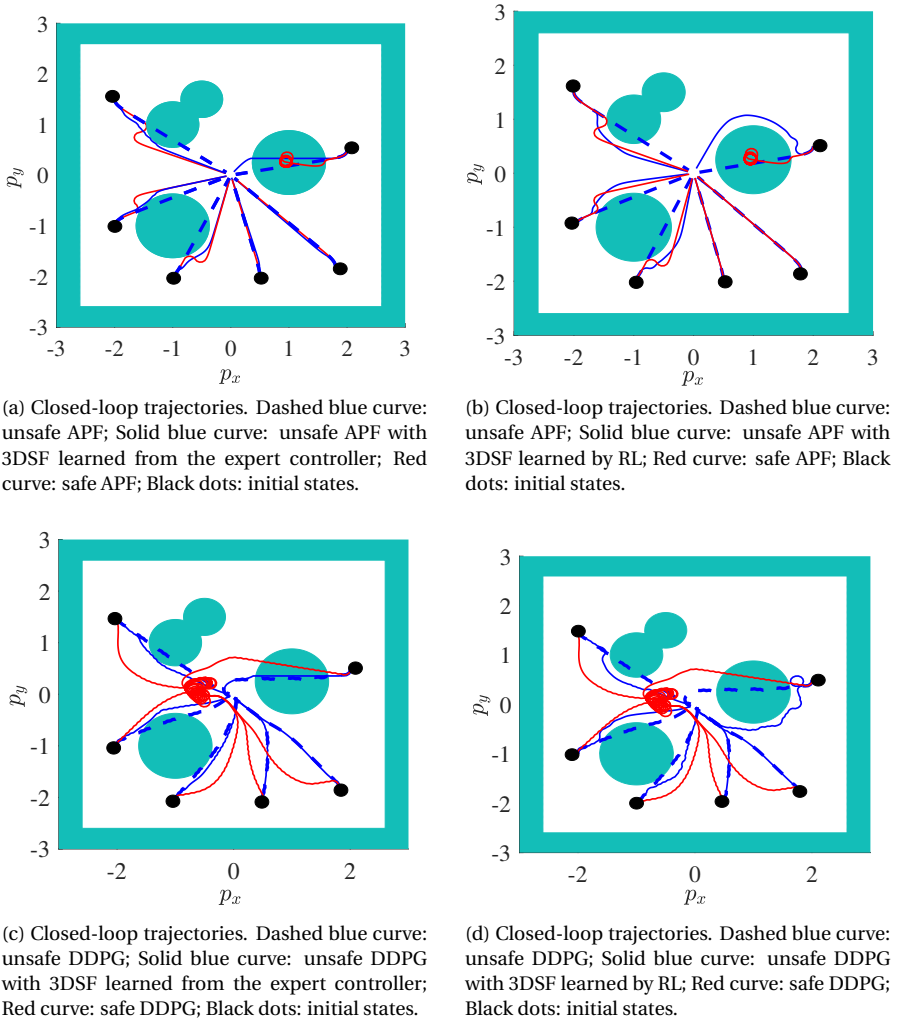 3
2
1
0
-1
-2
-3
p_y
-3 -2 -1 0 1 2 3
p_x
(a) Closed-loop trajectories. Dashed blue curve:
unsafe APF; Solid blue curve: unsafe APF with
3DSF learned from the expert controller; Red
curve: safe APF; Black dots: initial states.
3
2
1
0
-1
-2
-3
p_y
-3 -2 -1 0 1 2 3
p_x
(b) Closed-loop trajectories. Dashed blue curve:
unsafe APF; Solid blue curve: unsafe APF with
3DSF learned by RL; Red curve: safe APF; Black
dots: initial states.
3
2
1
0
-1
-2
-3
p_y
-2 0 2
p_x
(c) Closed-loop trajectories. Dashed blue curve:
unsafe DDPG; Solid blue curve: unsafe DDPG
with 3DSF learned from the expert controller;
Red curve: safe DDPG; Black dots: initial states.
3
2
1
0
-1
-2
-3
p_y
-2 0 2
p_x
(d) Closed-loop trajectories. Dashed blue curve:
unsafe DDPG; Solid blue curve: unsafe DDPG
with 3DSF learned by RL; Red curve: safe DDPG;
Black dots: initial states.